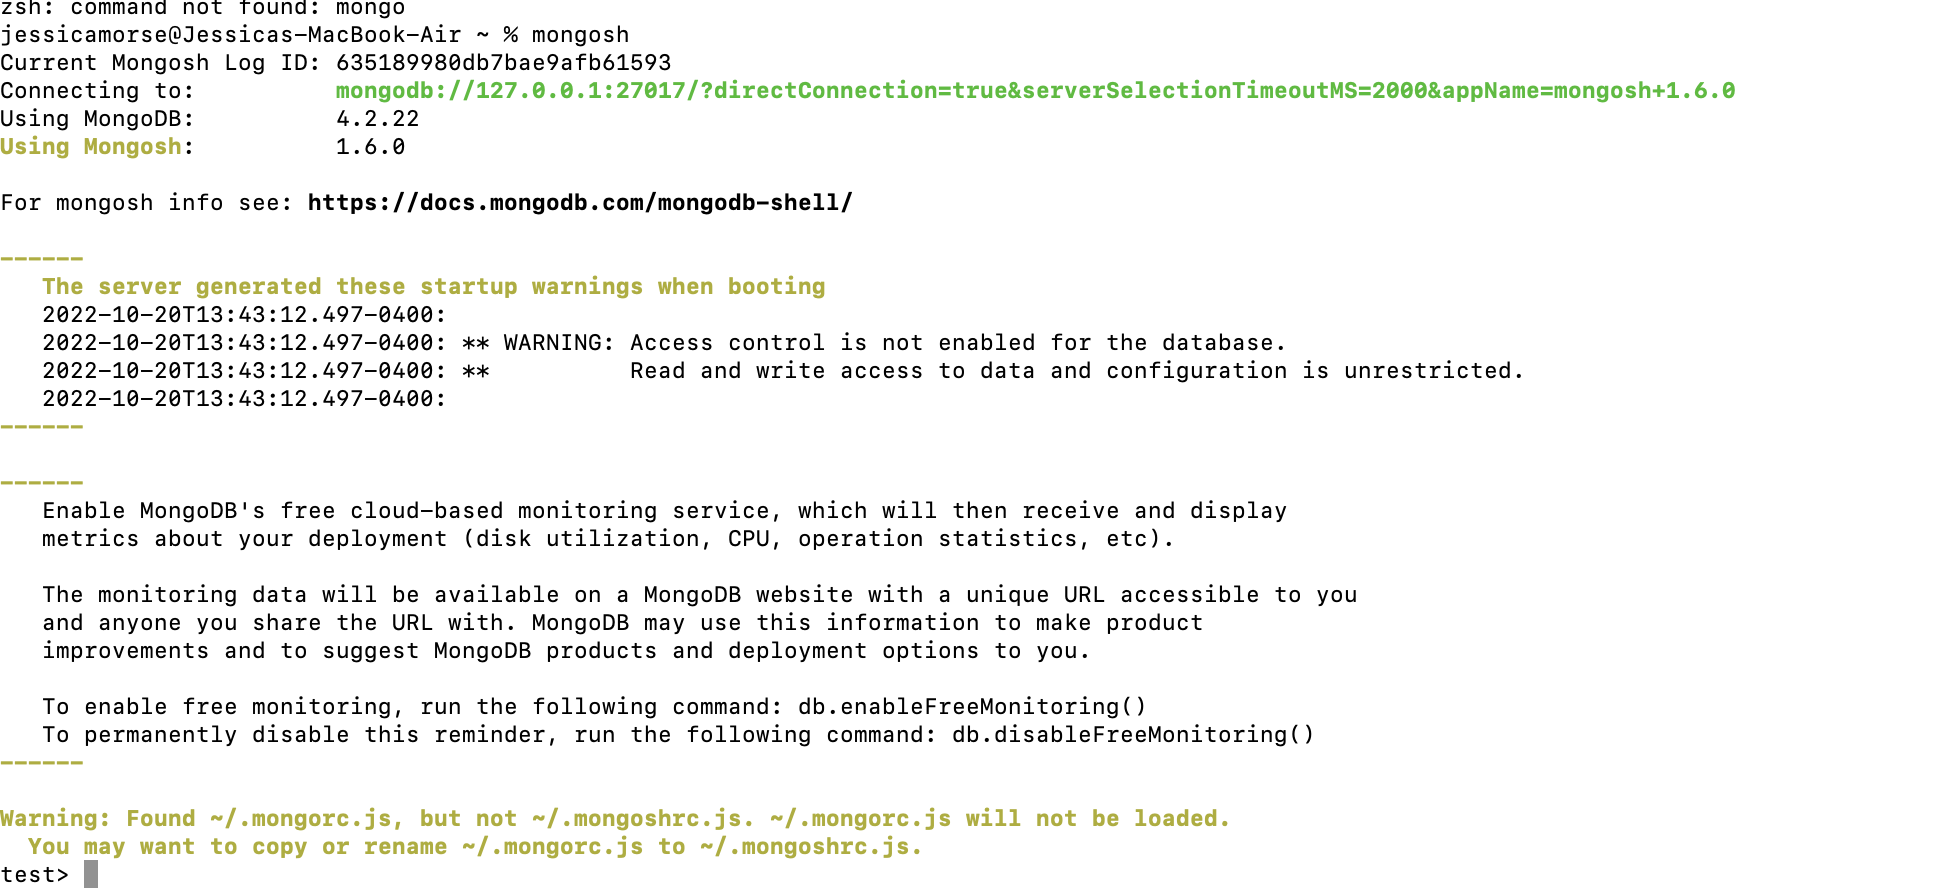 zsh: command not found: mongo
jessicamorse@Jessicas-MacBook-Air ~ % mongosh
Current Mongosh Log ID: 635189980db7bae9afb61593
Connecting to: mongodb://127.0.0.1:27017/?directConnection=true&serverSelectionTimeoutMS=2000&appName=mongosh+1.6.0
Using MongoDB: 4.2.22
Using Mongosh: 1.6.0
For mongosh info see: https://docs.mongodb.com/mongodb-shell/
------
The server generated these startup warnings when booting
2022-10-20T13:43:12.497-0400:
2022-10-20T13:43:12.497-0400: ** WARNING: Access control is not enabled for the database.
2022-10-20T13:43:12.497-0400: ** Read and write access to data and configuration is unrestricted.
2022-10-20T13:43:12.497-0400:
------
------
Enable MongoDB's free cloud-based monitoring service, which will then receive and display
metrics about your deployment (disk utilization, CPU, operation statistics, etc).
The monitoring data will be available on a MongoDB website with a unique URL accessible to you
and anyone you share the URL with. MongoDB may use this information to make product
improvements and to suggest MongoDB products and deployment options to you.
To enable free monitoring, run the following command: db.enableFreeMonitoring()
To permanently disable this reminder, run the following command: db.disableFreeMonitoring()
------
Warning: Found ~/.mongorc.js, but not ~/.mongoshrc.js. ~/.mongorc.js will not be loaded.
You may want to copy or rename ~/.mongorc.js to ~/.mongoshrc.js.
test>